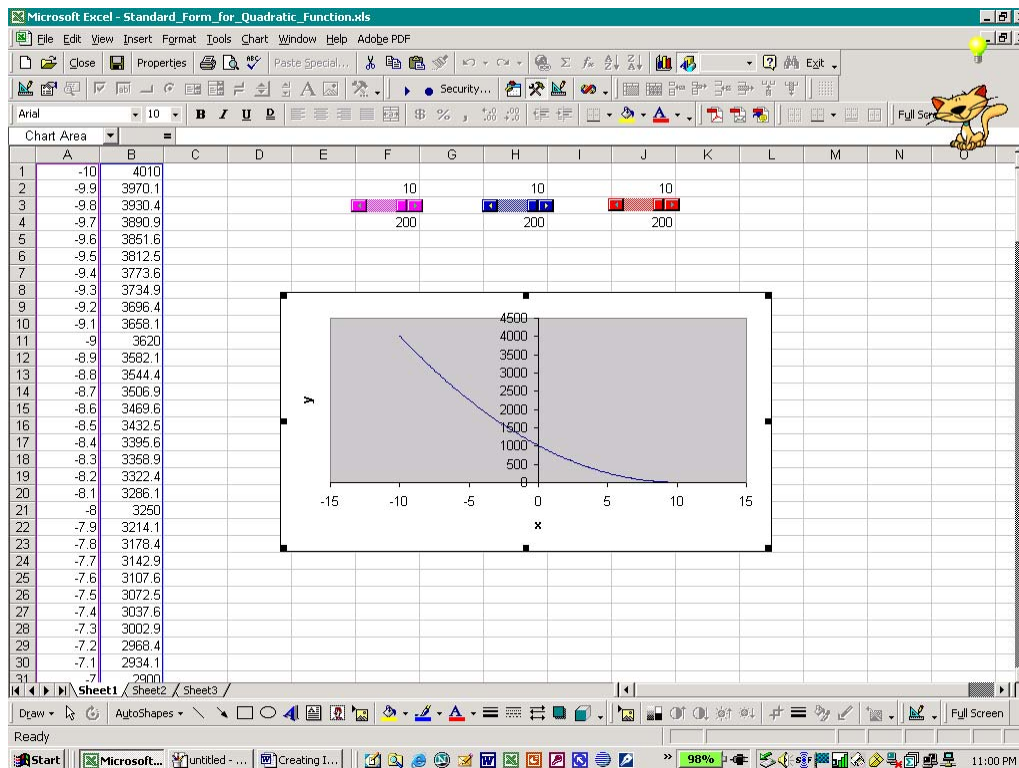 Microsoft Excel - Standard_Form_for_Quadratic_Function.xls
File Edit View Insert Format Tools Chart Window Help Adobe PDF
Close Properties Paste Special... Exit
Security...
Arial 10 B I U D $ % , Full Scre
Chart Area =
A B C D E F G H I J K L M N O
1 -10 4010
2 -9.9 3970.1 10 10 10
3 -9.8 3930.4
4 -9.7 3890.9 200 200 200
5 -9.6 3851.6
6 -9.5 3812.5
7 -9.4 3773.6
8 -9.3 3734.9
9 -9.2 3696.4
10 -9.1 3658.1
11 -9 3620
12 -8.9 3582.1
13 -8.8 3544.4
14 -8.7 3506.9
15 -8.6 3469.6
16 -8.5 3432.5
17 -8.4 3395.6
18 -8.3 3358.9
19 -8.2 3322.4
20 -8.1 3286.1
21 -8 3250
22 -7.9 3214.1
23 -7.8 3178.4
24 -7.7 3142.9
25 -7.6 3107.6
26 -7.5 3072.5
27 -7.4 3037.6
28 -7.3 3002.9
29 -7.2 2968.4
30 -7.1 2934.1
31 -7 2900
4500
4000
3500
3000
2500
2000
1500
1000
500
0
y
-15 -10 -5 0 5 10 15
x
Sheet1 Sheet2 Sheet3
Draw AutoShapes Full Screen
Ready
Start Microsoft... untitled - ... Creating I... 98% 11:00 PM